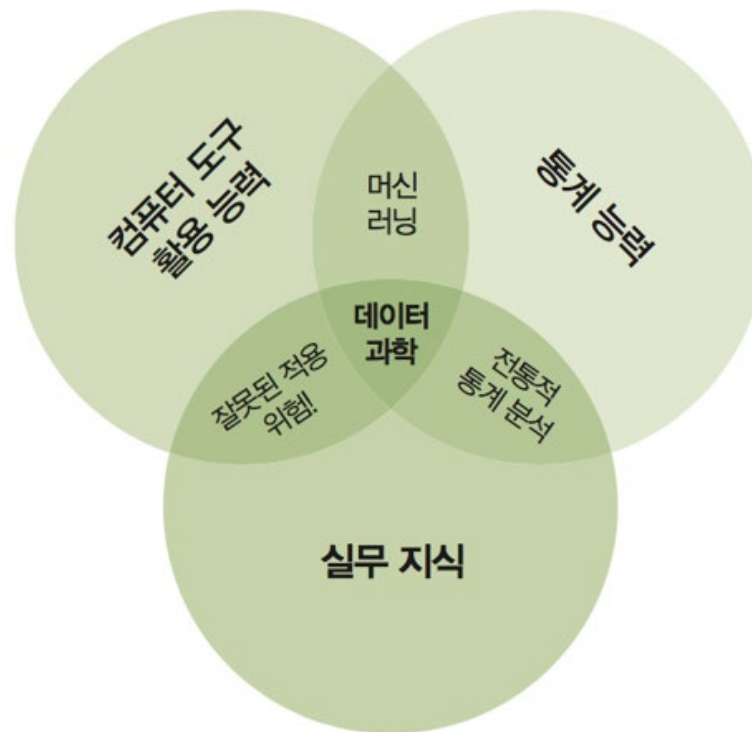 컴퓨터 도구
활용 능력
통계 능력
머신
러닝
데이터
과학
잘못된 적용
위험!
전통적
통계 분석
실무 지식